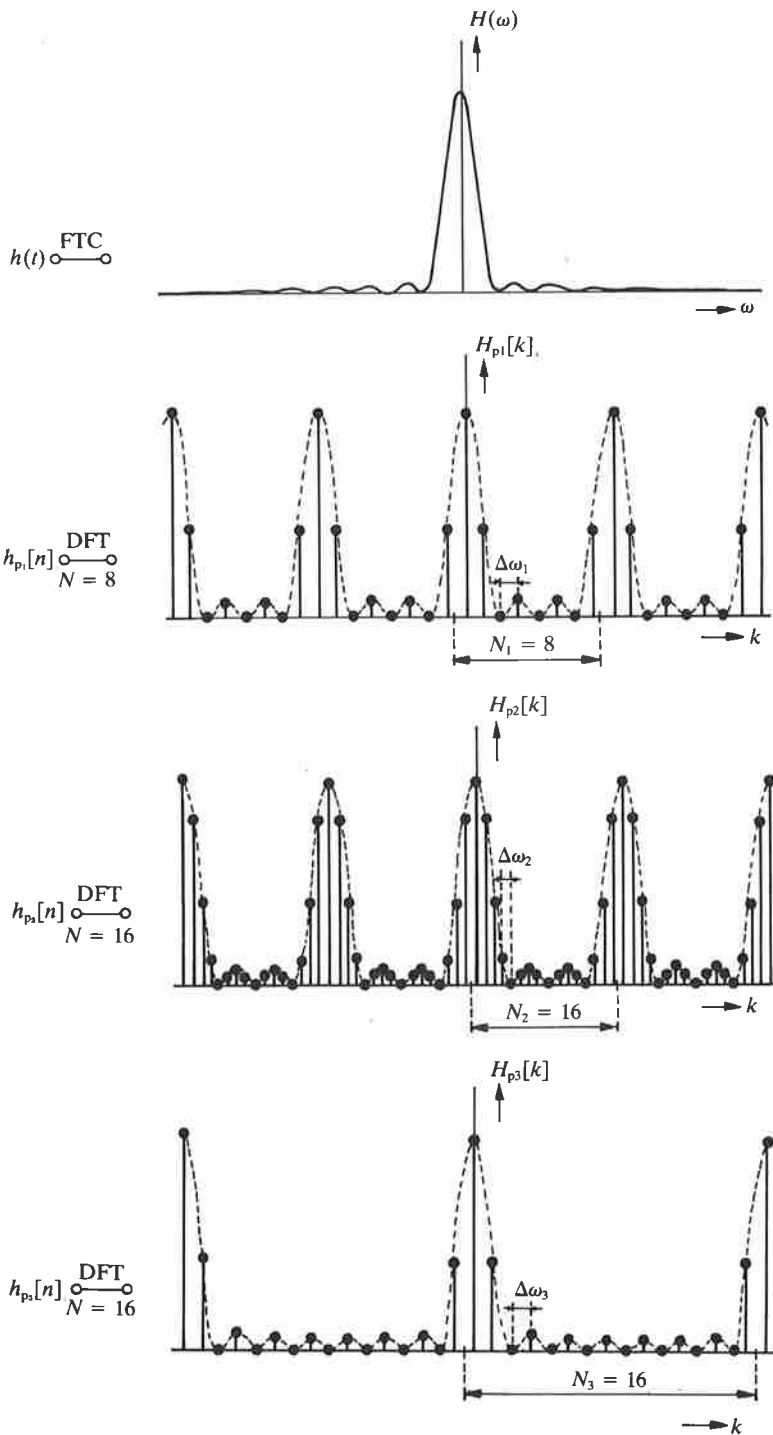 H(ω)
FTC
h(t)
ω
H_p1[k]
DFT
h_p1[n]
N = 8
Δω_1
k
N_1 = 8
H_p2[k]
DFT
h_p2[n]
N = 16
Δω_2
k
N_2 = 16
H_p3[k]
DFT
h_p3[n]
N = 16
Δω_3
N_3 = 16
k